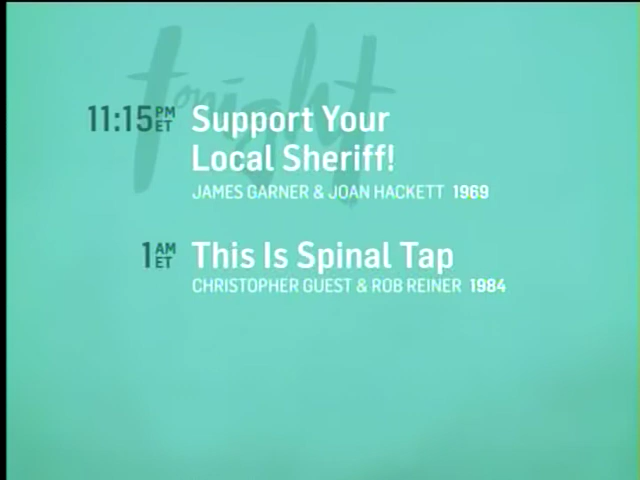 tonight
11:15 PM ET Support Your
Local Sheriff!
JAMES GARNER & JOAN HACKETT 1969
1 AM ET This Is Spinal Tap
CHRISTOPHER GUEST & ROB REINER 1984